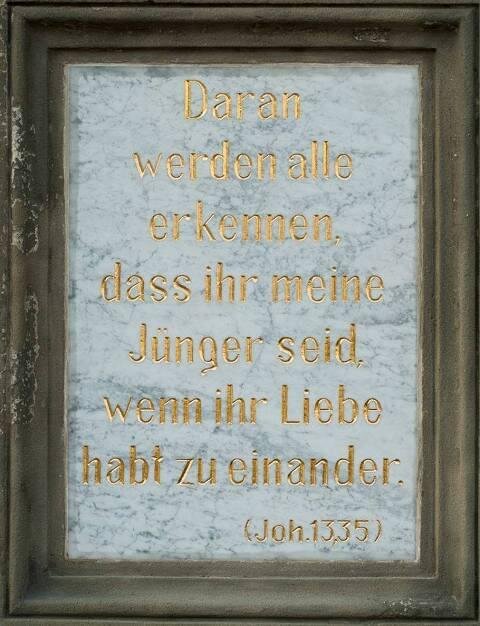 Daran
werden alle
erkennen,
dass ihr meine
Jünger seid,
wenn ihr Liebe
habt zu einander.
(Joh.13,35)